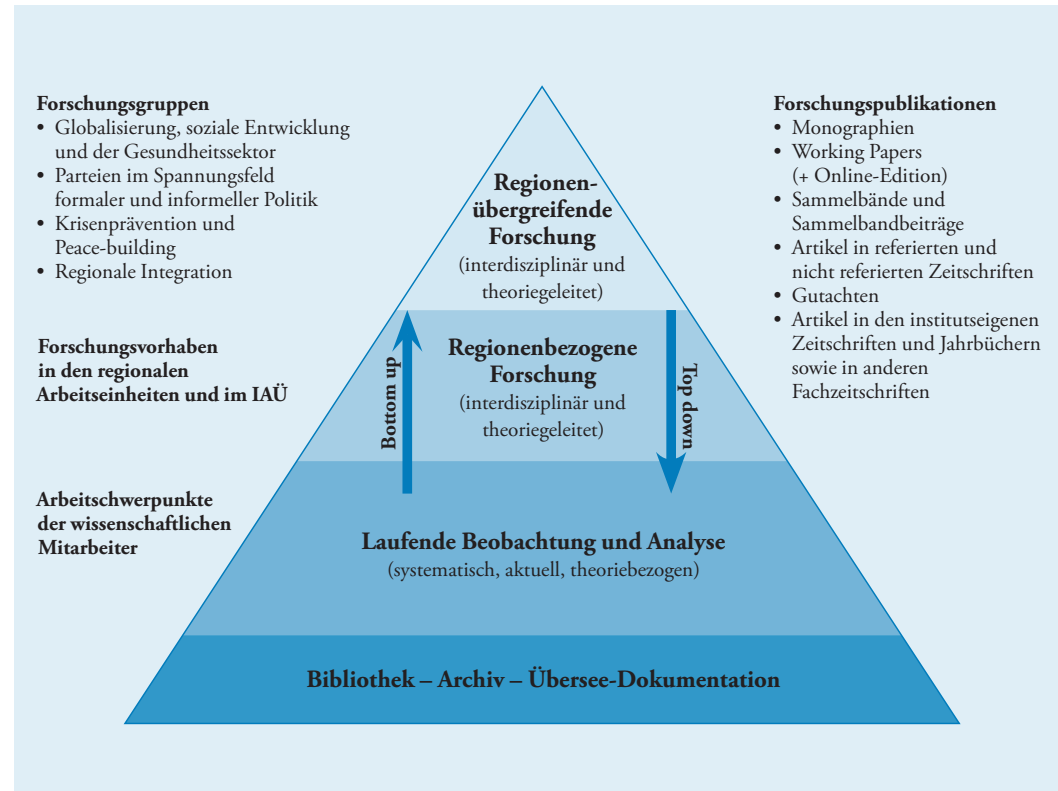 Forschungsgruppen
• Globalisierung, soziale Entwicklung
und der Gesundheitssektor
• Parteien im Spannungsfeld
formaler und informeller Politik
• Krisenprävention und
Peace-building
• Regionale Integration
Forschungsvorhaben
in den regionalen
Arbeitseinheiten und im IAÜ
Arbeitschwerpunkte
der wissenschaftlichen
Mitarbeiter
Regionen-
übergreifende
Forschung
(interdisziplinär und
theoriegeleitet)
Bottom up
Regionenbezogene
Forschung
(interdisziplinär und
theoriegeleitet)
Top down
Laufende Beobachtung und Analyse
(systematisch, aktuell, theoriebezogen)
Bibliothek – Archiv – Übersee-Dokumentation
Forschungspublikationen
• Monographien
• Working Papers
(+ Online-Edition)
• Sammelbände und
Sammelbandbeiträge
• Artikel in referierten und
nicht referierten Zeitschriften
• Gutachten
• Artikel in den institutseigenen
Zeitschriften und Jahrbüchern
sowie in anderen
Fachzeitschriften